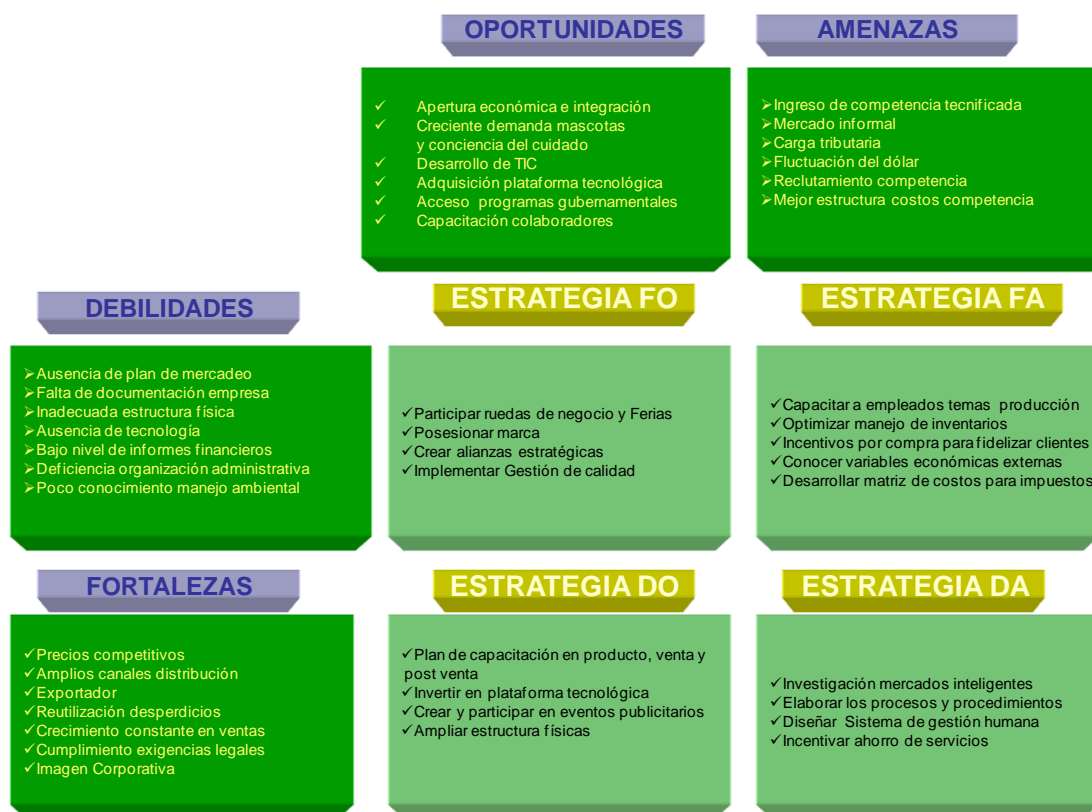 OPORTUNIDADES
AMENAZAS
Apertura económica e integración
Creciente demanda mascotas
y conciencia del cuidado
Desarrollo de TIC
Adquisición plataforma tecnológica
Acceso programas gubernamentales
Capacitación colaboradores
Ingreso de competencia tecnificada
Mercado informal
Carga tributaria
Fluctuación del dólar
Reclutamiento competencia
Mejor estructura costos competencia
DEBILIDADES
ESTRATEGIA FO
ESTRATEGIA FA
Ausencia de plan de mercadeo
Falta de documentación empresa
Inadecuada estructura física
Ausencia de tecnología
Bajo nivel de informes financieros
Deficiencia organización administrativa
Poco conocimiento manejo ambiental
Participar ruedas de negocio y Ferias
Posesionar marca
Crear alianzas estratégicas
Implementar Gestión de calidad
Capacitar a empleados temas producción
Optimizar manejo de inventarios
Incentivos por compra para fidelizar clientes
Conocer variables económicas externas
Desarrollar matriz de costos para impuestos
FORTALEZAS
ESTRATEGIA DO
ESTRATEGIA DA
Precios competitivos
Amplios canales distribución
Exportador
Reutilización desperdicios
Crecimiento constante en ventas
Cumplimiento exigencias legales
Imagen Corporativa
Plan de capacitación en producto, venta y
post venta
Invertir en plataforma tecnológica
Crear y participar en eventos publicitarios
Ampliar estructura físicas
Investigación mercados inteligentes
Elaborar los procesos y procedimientos
Diseñar Sistema de gestión humana
Incentivar ahorro de servicios